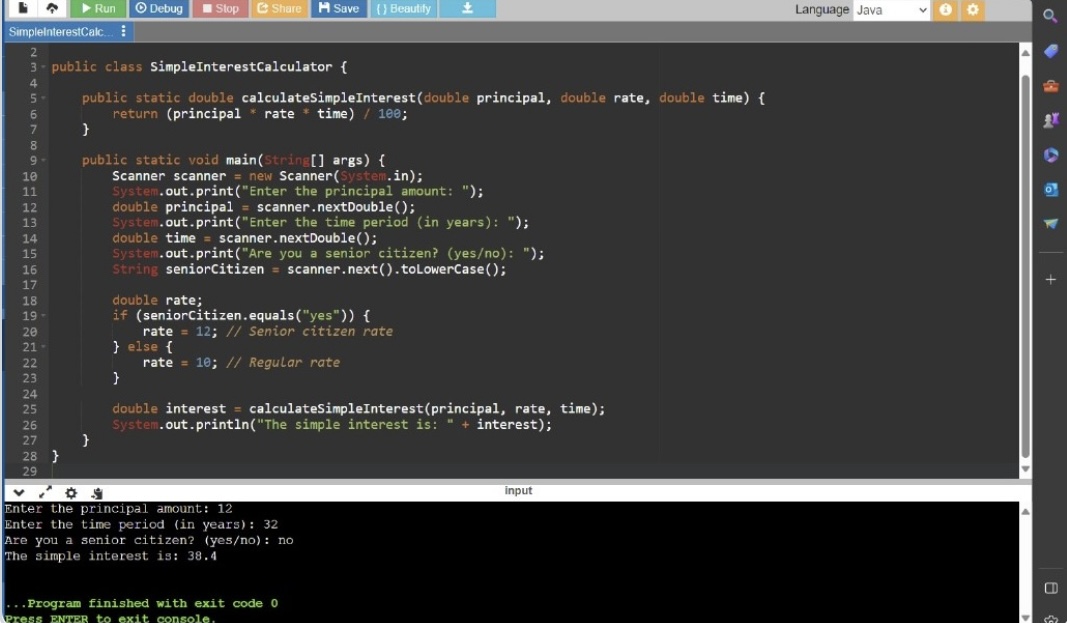 Run Debug Stop Share Save { } Beautify Language Java
SimpleInterestCalc...
2
3 public class SimpleInterestCalculator {
4
5     public static double calculateSimpleInterest(double principal, double rate, double time) {
6         return (principal * rate * time) / 100;
7     }
8
9     public static void main(String[] args) {
10         Scanner scanner = new Scanner(System.in);
11         System.out.print("Enter the principal amount: ");
12         double principal = scanner.nextDouble();
13         System.out.print("Enter the time period (in years): ");
14         double time = scanner.nextDouble();
15         System.out.print("Are you a senior citizen? (yes/no): ");
16         String seniorCitizen = scanner.next().toLowerCase();
17
18         double rate;
19         if (seniorCitizen.equals("yes")) {
20             rate = 12; // Senior citizen rate
21         } else {
22             rate = 10; // Regular rate
23         }
24
25         double interest = calculateSimpleInterest(principal, rate, time);
26         System.out.println("The simple interest is: " + interest);
27     }
28 }
29
input
Enter the principal amount: 12
Enter the time period (in years): 32
Are you a senior citizen? (yes/no): no
The simple interest is: 38.4
...Program finished with exit code 0
Press ENTER to exit console.